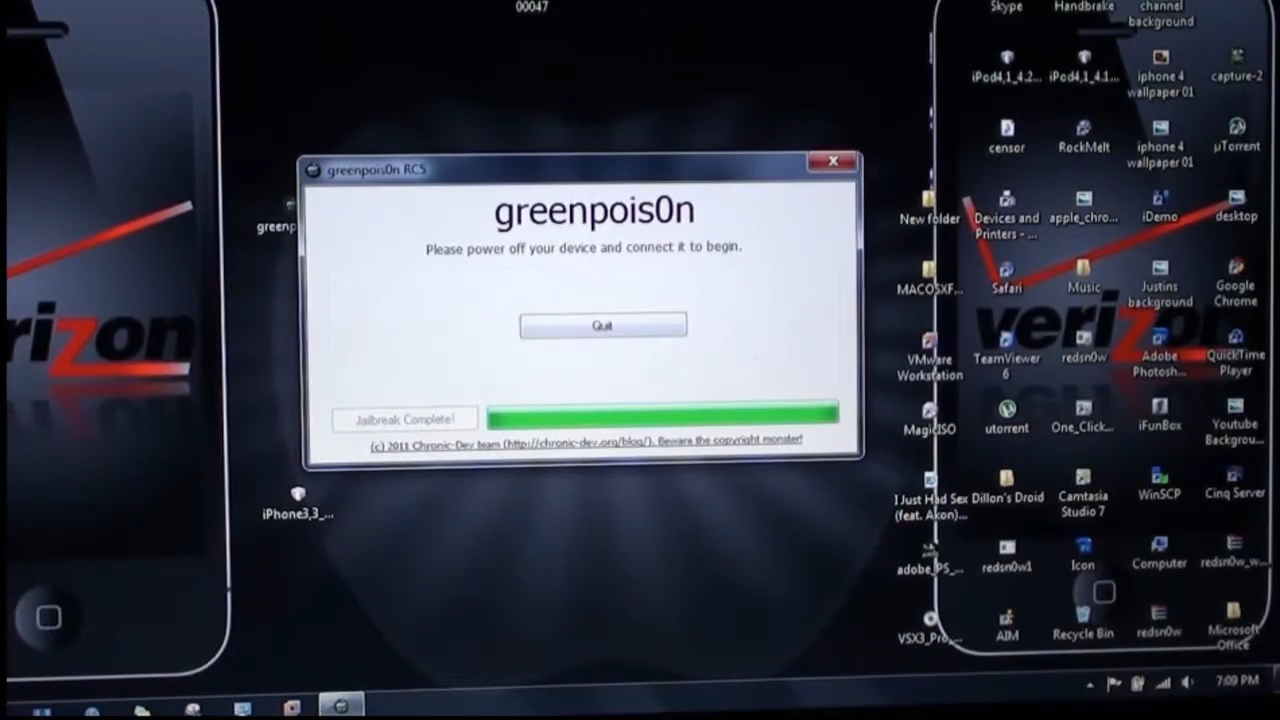 00047
Skype
Handbrake
channel
background
iPod4,1_4.2...
iPod4,1_4.1...
iphone 4
wallpaper 01
capture-2
censor
RockMelt
iphone 4
wallpaper 01
µTorrent
greenpois0n RC5
greenpois0n
Please power off your device and connect it to begin.
Quit
Jailbreak Complete!
(c) 2011 Chronic-Dev team (http://chronic-dev.org/blog/). Beware the copyright monster!
greenp
New folder
Devices and
Printers - ...
apple_chro...
iDemo
desktop
MACOSXF...
Safari
Music
Justins
background
Google
Chrome
rizon
verizon
VMware
Workstation
TeamViewer
6
redsn0w
Adobe
Photosh...
QuickTime
Player
MagicISO
utorrent
One_Click...
iFunBox
Youtube
Backgrou...
I Just Had Sex
(feat. Akon)...
Dillon's Droid
Camtasia
Studio 7
WinSCP
Cinq Server
iPhone3,3_...
adobe_PS_...
redsn0w1
Icon
Computer
redsn0w_w...
VSX3_Pro_...
AIM
Recycle Bin
redsn0w
Microsoft
Office
7:09 PM